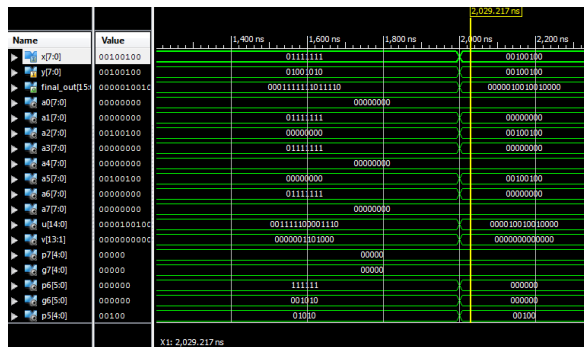 2,029.217 ns
Name Value 1,400 ns 1,600 ns 1,800 ns 2,000 ns 2,200 ns
x[7:0] 00100100 01111111 00100100
y[7:0] 00100100 01001010 00100100
final_out[15:0 000010010 0001111111011110 0000010010010000
a0[7:0] 00000000 00000000
a1[7:0] 00000000 01111111 00000000
a2[7:0] 00100100 00000000 00100100
a3[7:0] 00000000 01111111 00000000
a4[7:0] 00000000 00000000
a5[7:0] 00100100 00000000 00100100
a6[7:0] 00000000 01111111 00000000
a7[7:0] 00000000 00000000
u[14:0] 000010010 001111100001110 000010010010000
v[13:1] 000000000 0000001101000 0000000000000
p7[4:0] 00000 00000
g7[4:0] 00000 00000
p6[5:0] 000000 111111 000000
g6[5:0] 000000 001010 000000
p5[4:0] 00100 01010 00100
X1: 2,029.217 ns